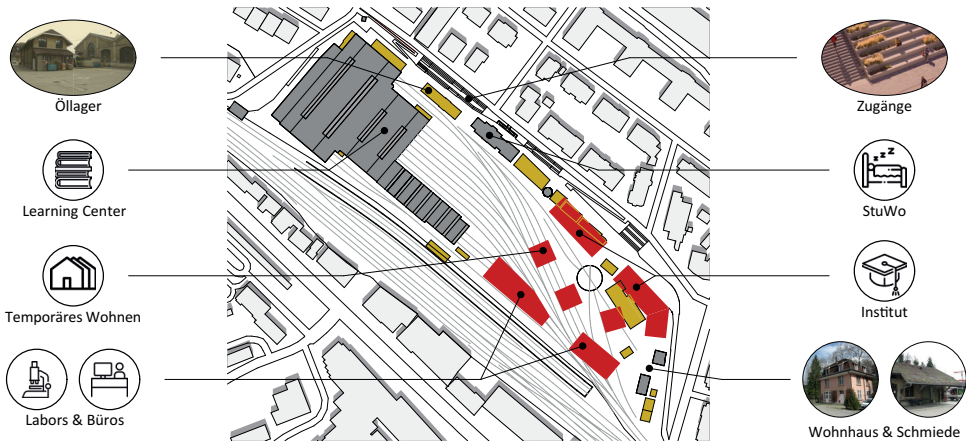 Öllager
Zugänge
Learning Center
StuWo
Temporäres Wohnen
Institut
Labors & Büros
Wohnhaus & Schmiede